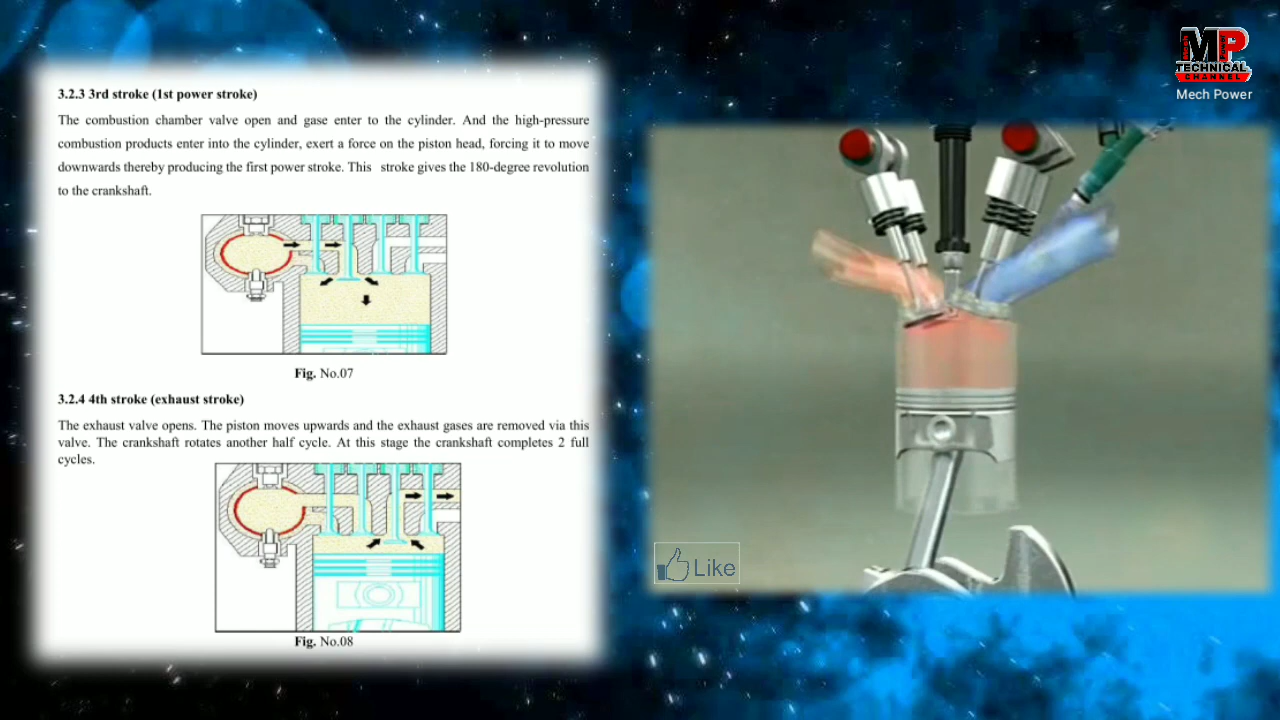 3.2.3 3rd stroke (1st power stroke)
The combustion chamber valve open and gase enter to the cylinder. And the high-pressure
combustion products enter into the cylinder, exert a force on the piston head, forcing it to move
downwards thereby producing the first power stroke. This stroke gives the 180-degree revolution
to the crankshaft.
Fig. No.07
3.2.4 4th stroke (exhaust stroke)
The exhaust valve opens. The piston moves upwards and the exhaust gases are removed via this
valve. The crankshaft rotates another half cycle. At this stage the crankshaft completes 2 full
cycles.
Fig. No.08
MP
TECHNICAL
CHANNEL
Mech Power
Like